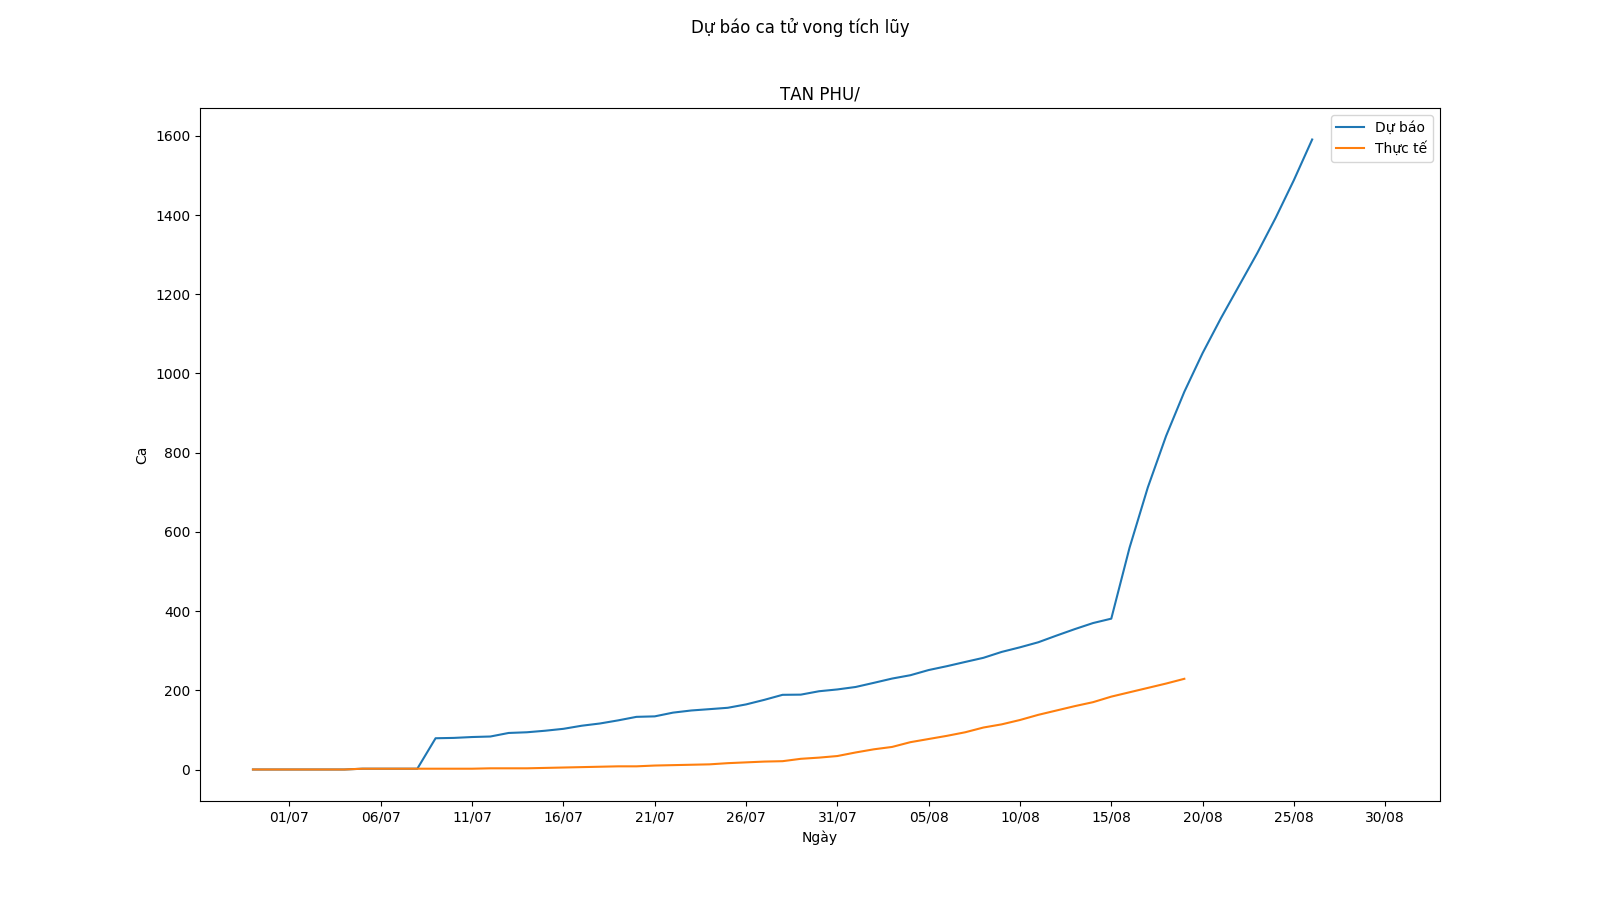 Dự báo ca tử vong tích lũy
TAN PHU/
Dự báo
Thực tế
1600
1400
1200
1000
800
600
400
200
0
Ca
01/07 06/07 11/07 16/07 21/07 26/07 31/07 05/08 10/08 15/08 20/08 25/08 30/08
Ngày